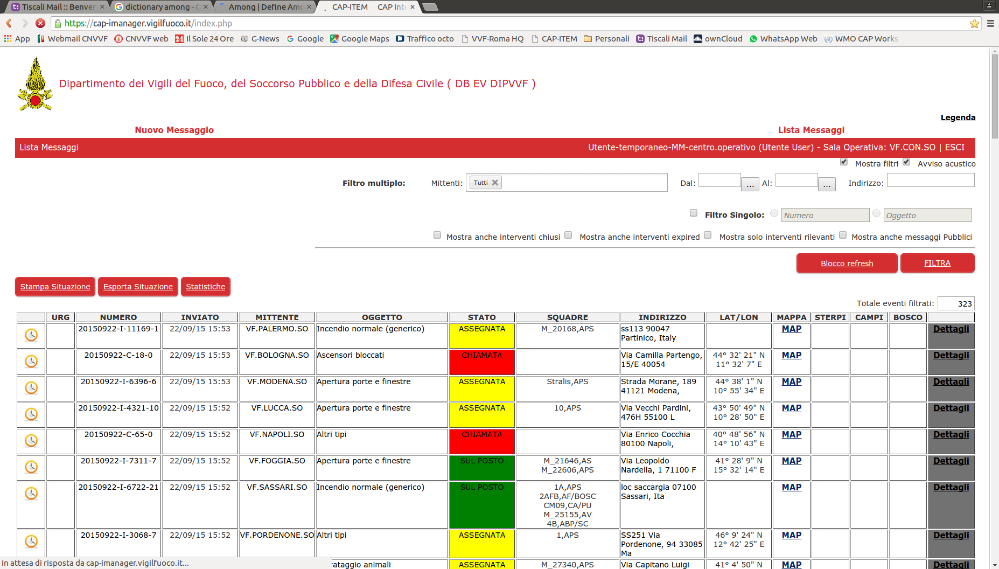 Tiscali Mail :: Benver
dictionary among - G
Among | Define Amo
CAP-ITEM CAP Int
https://cap-imanager.vigilfuoco.it/index.php
App Webmail CNVVF CNVVF web Il Sole 24 Ore G-News Google Google Maps Traffico octo VVF-Roma HQ CAP-ITEM Personali Tiscali Mail ownCloud WhatsApp Web WMO CAP Works
Dipartimento dei Vigili del Fuoco, del Soccorso Pubblico e della Difesa Civile ( DB EV DIPVVF )
Legenda
Nuovo Messaggio Lista Messaggi
Lista Messaggi Utente-temporaneo-MM-centro.operativo (Utente User) - Sala Operativa: VF.CON.SO | ESCI
Mostra filtri Avviso acustico
Filtro multiplo: Mittenti: Tutti Dal: ... Al: ... Indirizzo:
Filtro Singolo: Numero Oggetto
Mostra anche interventi chiusi Mostra anche interventi expired Mostra solo interventi rilevanti Mostra anche messaggi Pubblici
Blocco refresh FILTRA
Stampa Situazione Esporta Situazione Statistiche
Totale eventi filtrati: 323
URG NUMERO INVIATO MITTENTE OGGETTO STATO SQUADRE INDIRIZZO LAT/LON MAPPA STERPI CAMPI BOSCO
20150922-I-11169-1 22/09/15 15:53 VF.PALERMO.SO Incendio normale (generico) ASSEGNATA M_20168,APS ss113 90047 MAP Dettagli
Partinico, Italy
20150922-C-18-0 22/09/15 15:53 VF.BOLOGNA.SO Ascensori bloccati CHIAMATA Via Camilla Partengo, 44° 32' 21" N MAP Dettagli
15/E 40054 11° 32' 7" E
20150922-I-6396-6 22/09/15 15:53 VF.MODENA.SO Apertura porte e finestre ASSEGNATA Stralis,APS Strada Morane, 189 44° 38' 1" N MAP Dettagli
41121 Modena, 10° 55' 34" E
20150922-I-4321-10 22/09/15 15:52 VF.LUCCA.SO Apertura porte e finestre ASSEGNATA 10,APS Via Vecchi Pardini, 43° 50' 49" N MAP Dettagli
476H 55100 L 10° 28' 50" E
20150922-C-65-0 22/09/15 15:52 VF.NAPOLI.SO Altri tipi CHIAMATA Via Enrico Cocchia 40° 48' 56" N MAP Dettagli
80100 Napoli, 14° 10' 43" E
20150922-I-7311-7 22/09/15 15:52 VF.FOGGIA.SO Apertura porte e finestre SUL POSTO M_21646,AS Via Leopoldo 41° 28' 9" N MAP Dettagli
M_22606,APS Nardella, 1 71100 F 15° 32' 14" E
20150922-I-6722-21 22/09/15 15:52 VF.SASSARI.SO Incendio normale (generico) SUL POSTO 1A,APS loc saccargia 07100 MAP Dettagli
2AFB,AF/BOSC Sassari, Ita
CM09,CA/PU
M_25155,AV
4B,ABP/SC
20150922-I-3068-7 22/09/15 15:52 VF.PORDENONE.SO Altri tipi ASSEGNATA 1,APS SS251 Via 46° 9' 24" N MAP Dettagli
Pordenone, 94 33085 12° 42' 25" E
Ma
vataggio animali ASSEGNATA M_27340,APS Via Capitano Luigi 41° 4' 50" N MAP Dettagli
In attesa di risposta da cap-imanager.vigilfuoco.it...